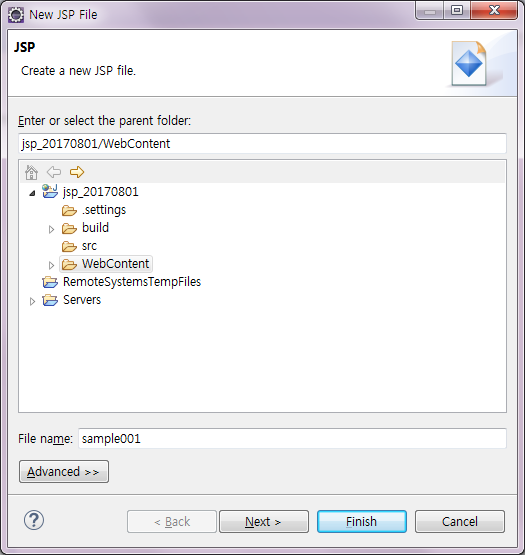 New JSP File
JSP
Create a new JSP file.
Enter or select the parent folder:
jsp_20170801/WebContent
jsp_20170801
.settings
build
src
WebContent
RemoteSystemsTempFiles
Servers
File name: sample001
Advanced >>
? < Back Next > Finish Cancel